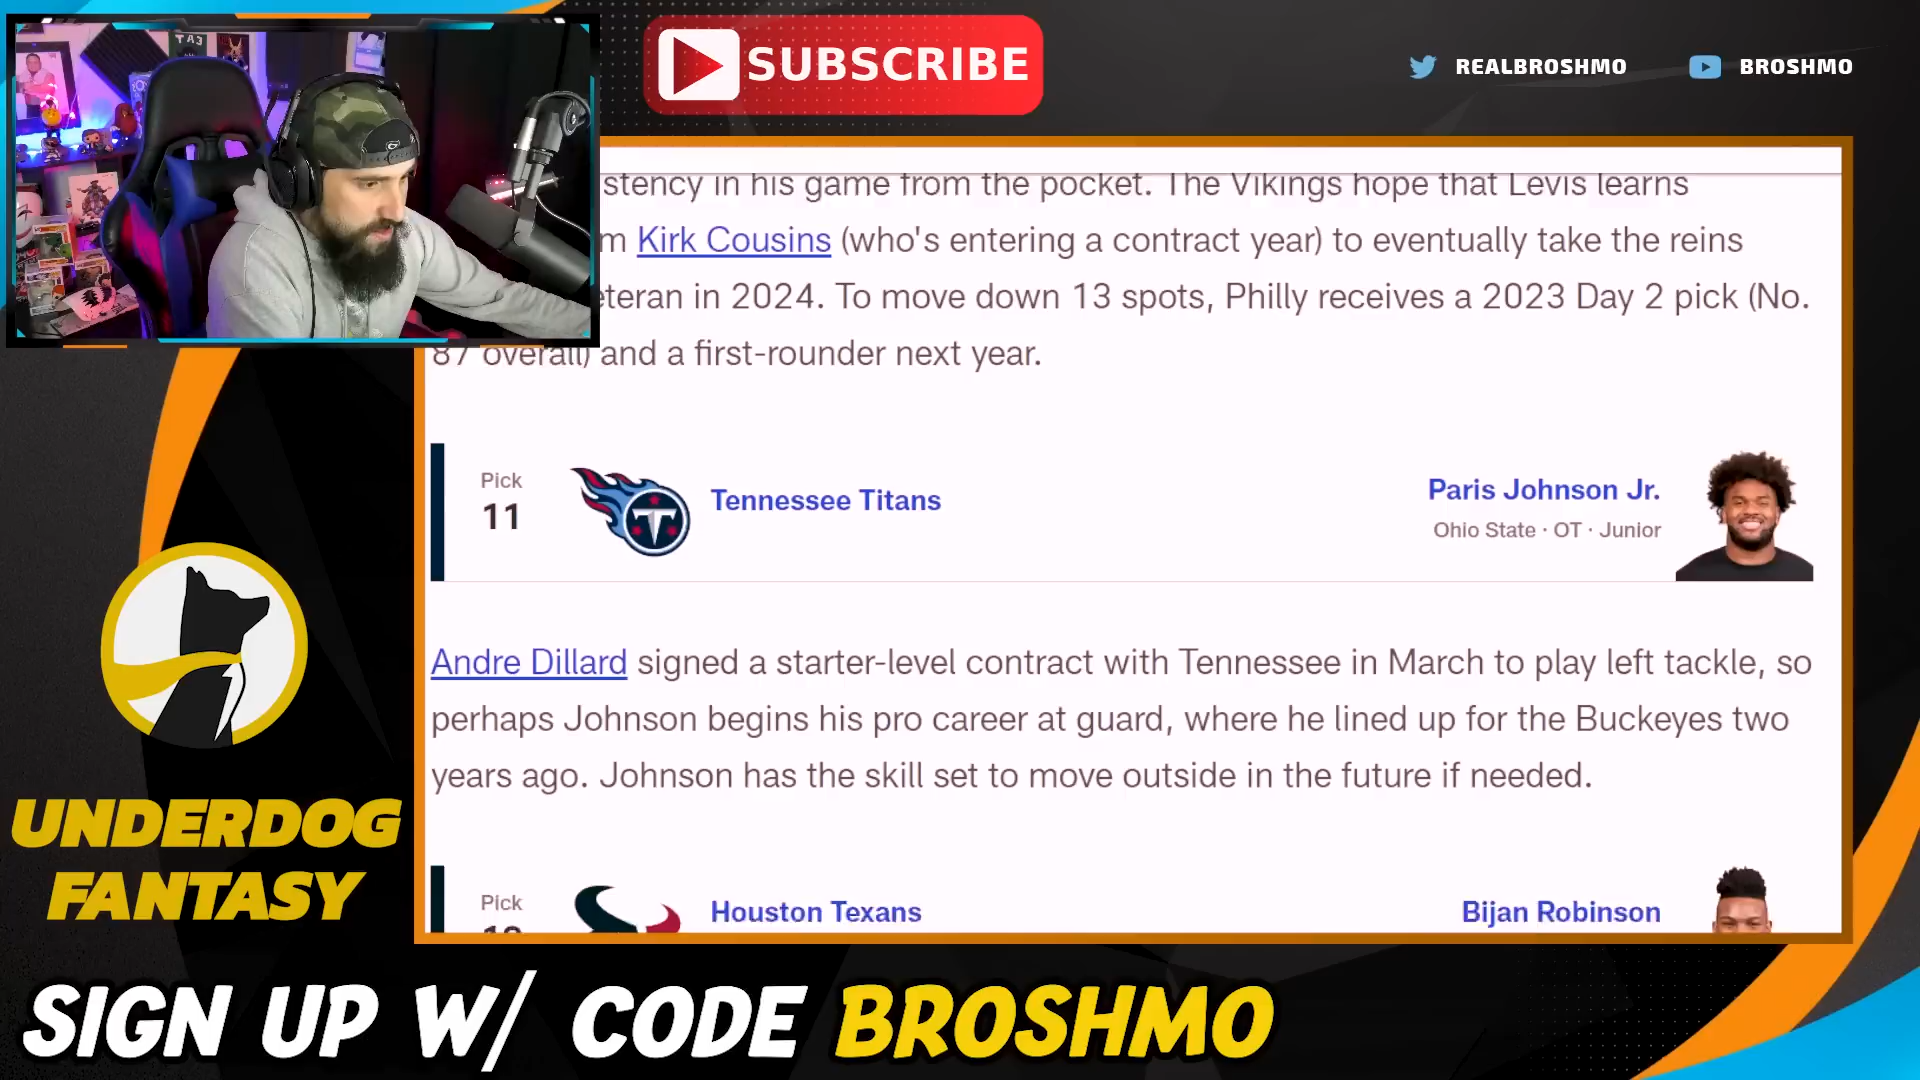 SUBSCRIBE
REALBROSHMO
BROSHMO
stency in his game from the pocket. The Vikings hope that Levis learns
m Kirk Cousins (who's entering a contract year) to eventually take the reins
eteran in 2024. To move down 13 spots, Philly receives a 2023 Day 2 pick (No.
87 overall) and a first-rounder next year.
Pick
11
Tennessee Titans
Paris Johnson Jr.
Ohio State · OT · Junior
Andre Dillard signed a starter-level contract with Tennessee in March to play left tackle, so
perhaps Johnson begins his pro career at guard, where he lined up for the Buckeyes two
years ago. Johnson has the skill set to move outside in the future if needed.
Pick
12
Houston Texans
Bijan Robinson
UNDERDOG
FANTASY
SIGN UP W/ CODE BROSHMO